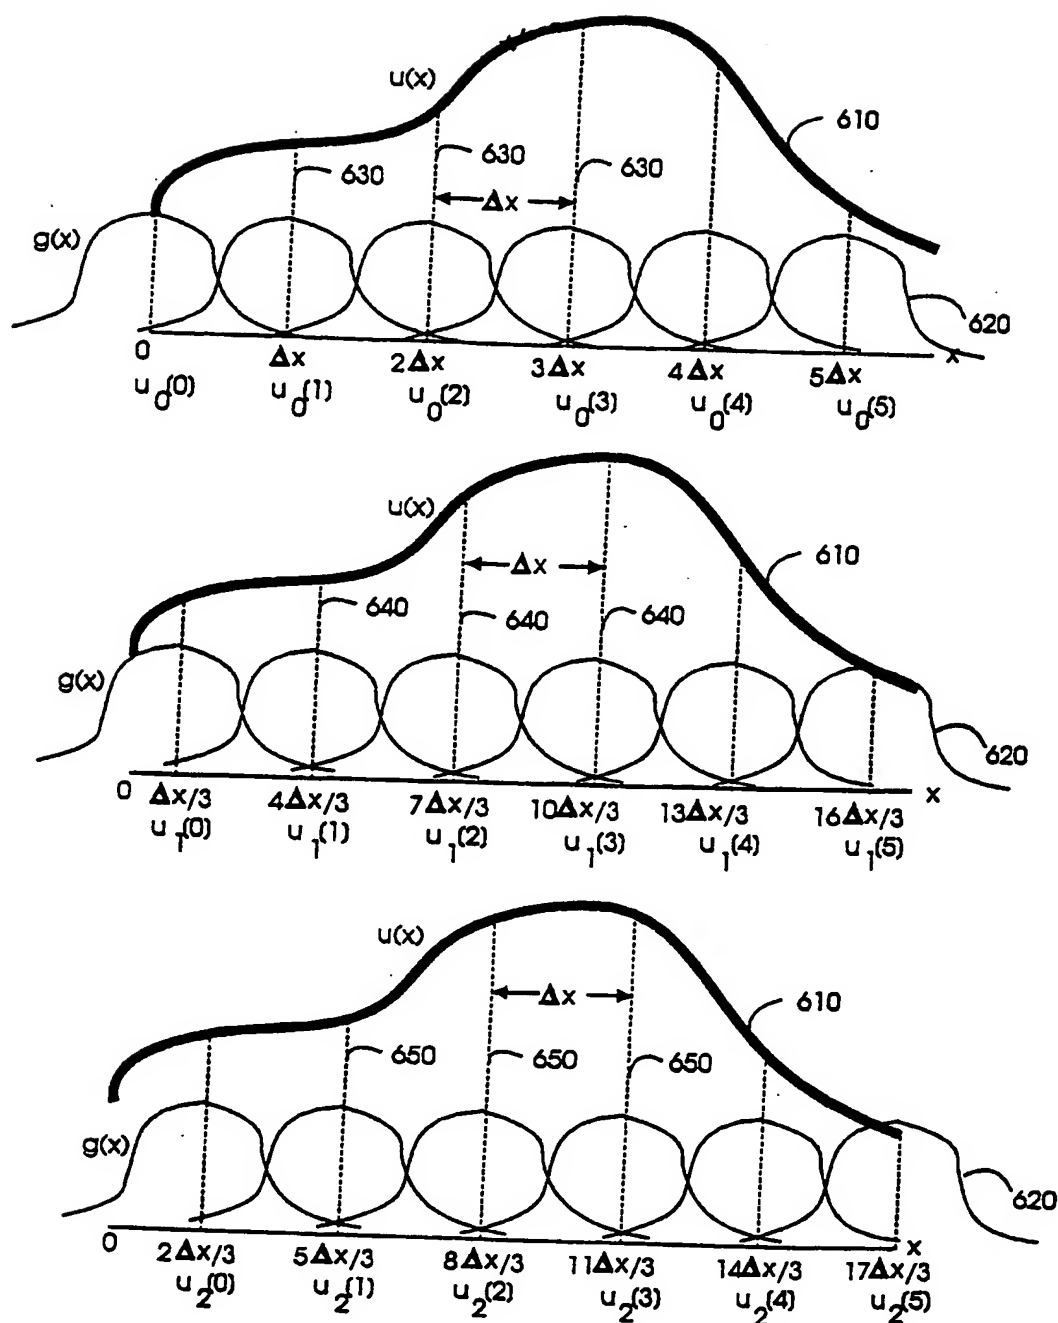 u(x)
610
630
630
630
Δx
g(x)
620
0 Δx 2Δx 3Δx 4Δx 5Δx x
u0(0) u0(1) u0(2) u0(3) u0(4) u0(5)
u(x)
Δx
610
640
640
640
g(x)
620
0 Δx/3 4Δx/3 7Δx/3 10Δx/3 13Δx/3 16Δx/3 x
u1(0) u1(1) u1(2) u1(3) u1(4) u1(5)
u(x)
Δx
610
650
650
650
g(x)
620
0 2Δx/3 5Δx/3 8Δx/3 11Δx/3 14Δx/3 17Δx/3 x
u2(0) u2(1) u2(2) u2(3) u2(4) u2(5)